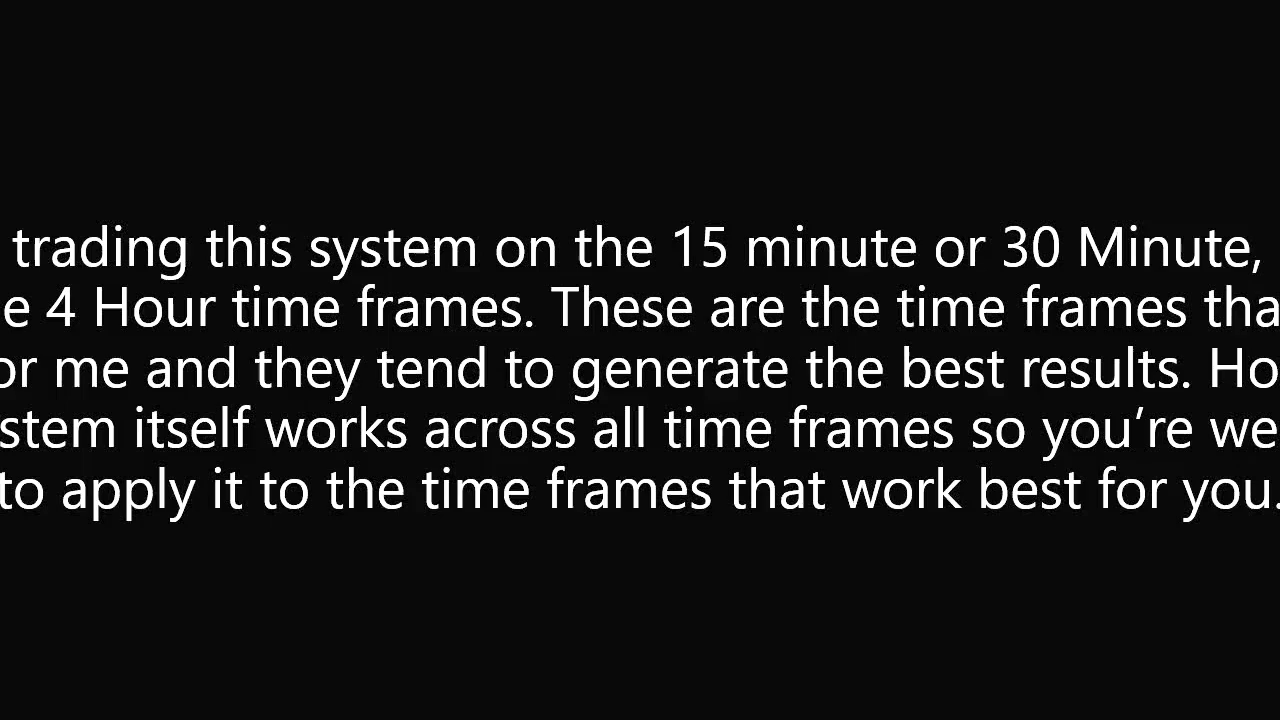 trading this system on the 15 minute or 30 Minute,
e 4 Hour time frames. These are the time frames tha
or me and they tend to generate the best results. Ho
stem itself works across all time frames so you’re we
to apply it to the time frames that work best for you.